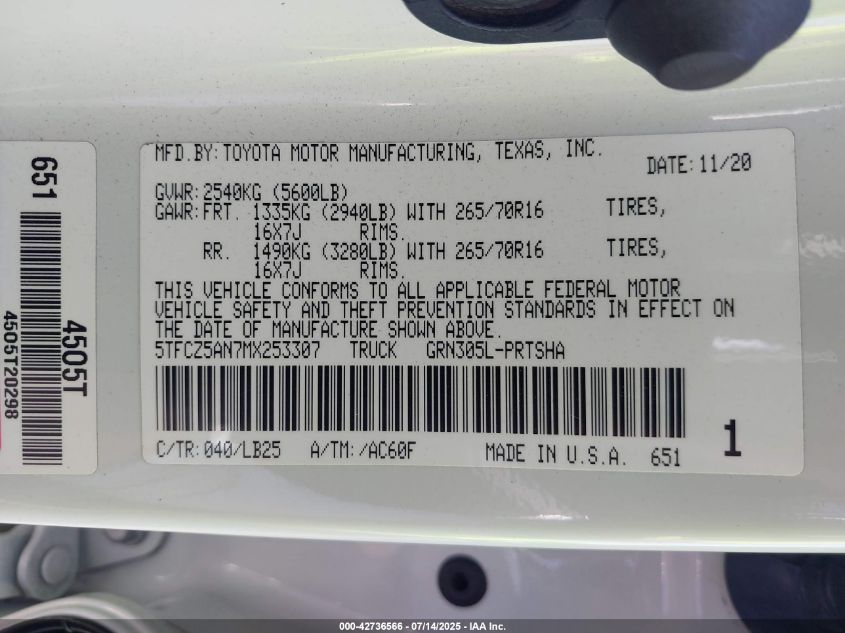 MFD.BY:TOYOTA MOTOR MANUFACTURING, TEXAS, INC.
DATE:11/20
GVWR:2540KG (5600LB)
GAWR:FRT. 1335KG (2940LB) WITH 265/70R16 TIRES,
16X7J RIMS.
RR. 1490KG (3280LB) WITH 265/70R16 TIRES,
16X7J RIMS.
THIS VEHICLE CONFORMS TO ALL APPLICABLE FEDERAL MOTOR
VEHICLE SAFETY AND THEFT PREVENTION STANDARDS IN EFFECT ON
THE DATE OF MANUFACTURE SHOWN ABOVE.
5TFCZ5AN7MX253307 TRUCK GRN305L-PRTSHA
C/TR:040/LB25 A/TM:/AC60F MADE IN U.S.A. 651
1
651
4505T
4505T20298
000-42736566 - 07/14/2025 - IAA Inc.